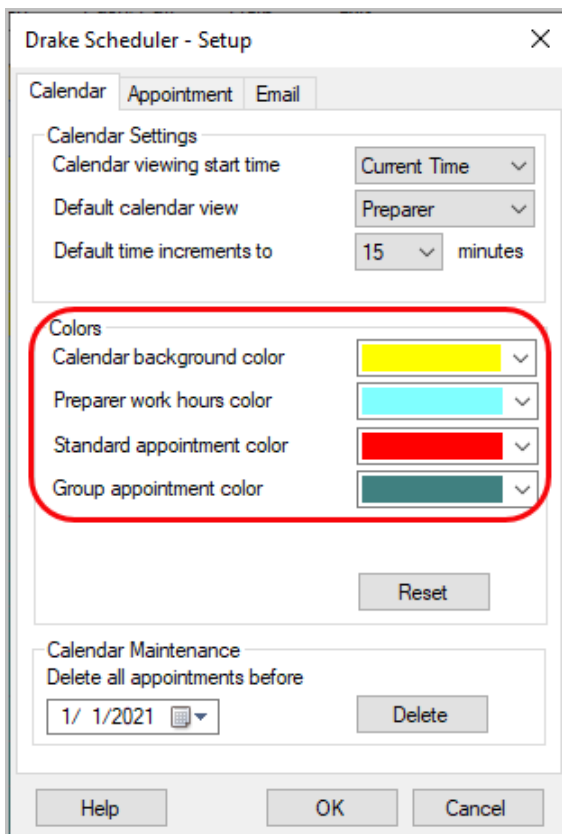 Drake Scheduler - Setup
Calendar Appointment Email
Calendar Settings
Calendar viewing start time Current Time
Default calendar view Preparer
Default time increments to 15 minutes
Colors
Calendar background color
Preparer work hours color
Standard appointment color
Group appointment color
Reset
Calendar Maintenance
Delete all appointments before
1/ 1/2021 Delete
Help OK Cancel